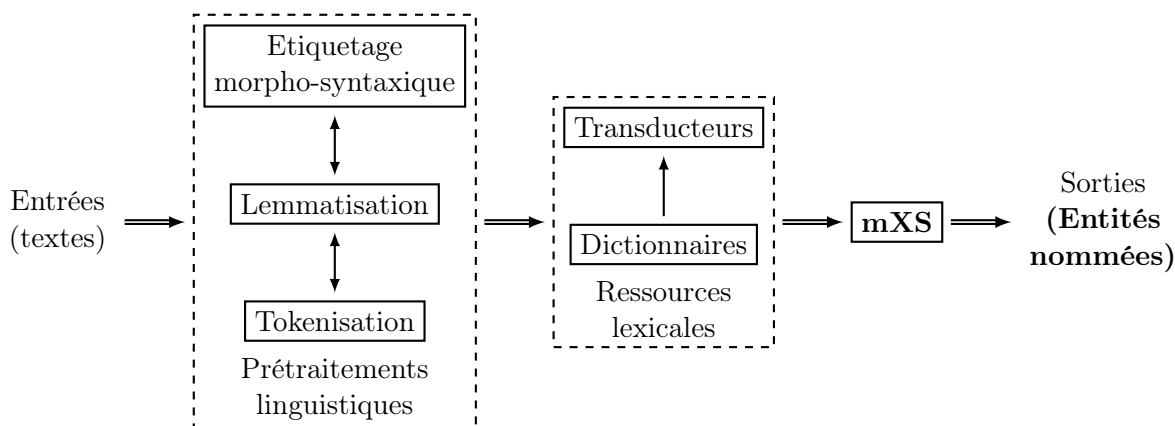 Entrées
(textes)
Etiquetage
morpho-syntaxique
Lemmatisation
Tokenisation
Prétraitements
linguistiques
Transducteurs
Dictionnaires
Ressources
lexicales
mXS
Sorties
(Entités
nommées)